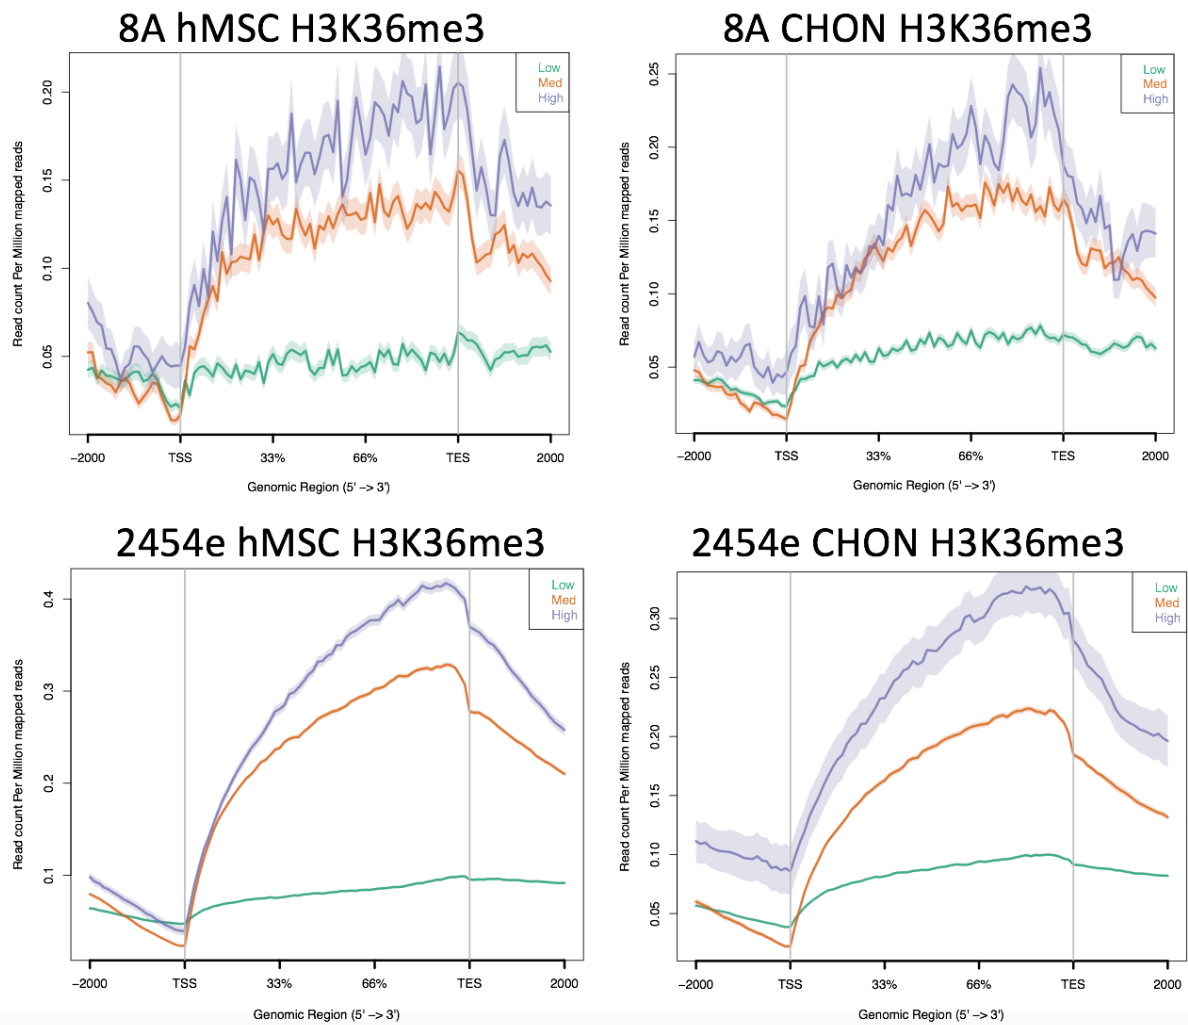 8A hMSC H3K36me3
Low
Med
High
Read count Per Million mapped reads
0.20
0.15
0.10
0.05
−2000 TSS 33% 66% TES 2000
Genomic Region (5' −> 3')
8A CHON H3K36me3
Low
Med
High
Read count Per Million mapped reads
0.25
0.20
0.15
0.10
0.05
−2000 TSS 33% 66% TES 2000
Genomic Region (5' −> 3')
2454e hMSC H3K36me3
Low
Med
High
Read count Per Million mapped reads
0.4
0.3
0.2
0.1
−2000 TSS 33% 66% TES 2000
Genomic Region (5' −> 3')
2454e CHON H3K36me3
Low
Med
High
Read count Per Million mapped reads
0.30
0.25
0.20
0.15
0.10
0.05
−2000 TSS 33% 66% TES 2000
Genomic Region (5' −> 3')